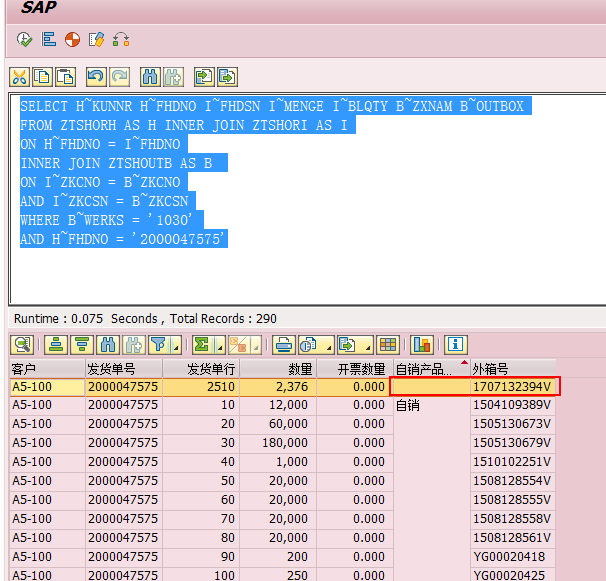 SAP
SELECT H~KUNNR H~FHDNO I~FHDSN I~MENGE I~BLQTY B~ZXNAM B~OUTBOX
FROM ZTSHORH AS H INNER JOIN ZTSHORI AS I
ON H~FHDNO = I~FHDNO
INNER JOIN ZTSHOUTB AS B
ON I~ZKCNO = B~ZKCNO
AND I~ZKCSN = B~ZKCSN
WHERE B~WERKS = '1030'
AND H~FHDNO = '2000047575'
Runtime : 0.075 Seconds , Total Records : 290
客户 发货单号 发货单行 数量 开票数量 自销产品... 外箱号
A5-100 2000047575 2510 2,376 0.000 1707132394V
A5-100 2000047575 10 12,000 0.000 自销 1504109389V
A5-100 2000047575 20 60,000 0.000 1505130673V
A5-100 2000047575 30 180,000 0.000 1505130679V
A5-100 2000047575 40 1,000 0.000 1510102251V
A5-100 2000047575 50 20,000 0.000 1508128554V
A5-100 2000047575 60 20,000 0.000 1508128555V
A5-100 2000047575 70 20,000 0.000 1508128558V
A5-100 2000047575 80 20,000 0.000 1508128561V
A5-100 2000047575 90 200 0.000 YG00020418
A5-100 2000047575 100 250 0.000 YG00020425